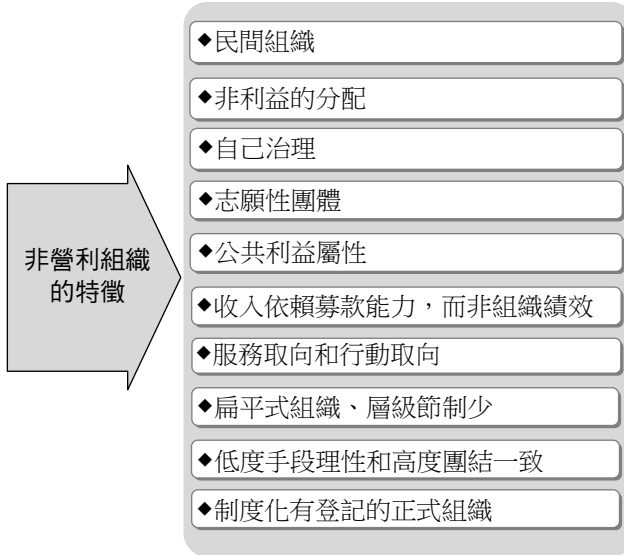 非營利組織
的特徵
◆民間組織
◆非利益的分配
◆自己治理
◆志願性團體
◆公共利益屬性
◆收入依賴募款能力，而非組織績效
◆服務取向和行動取向
◆扁平式組織、層級節制少
◆低度手段理性和高度團結一致
◆制度化有登記的正式組織